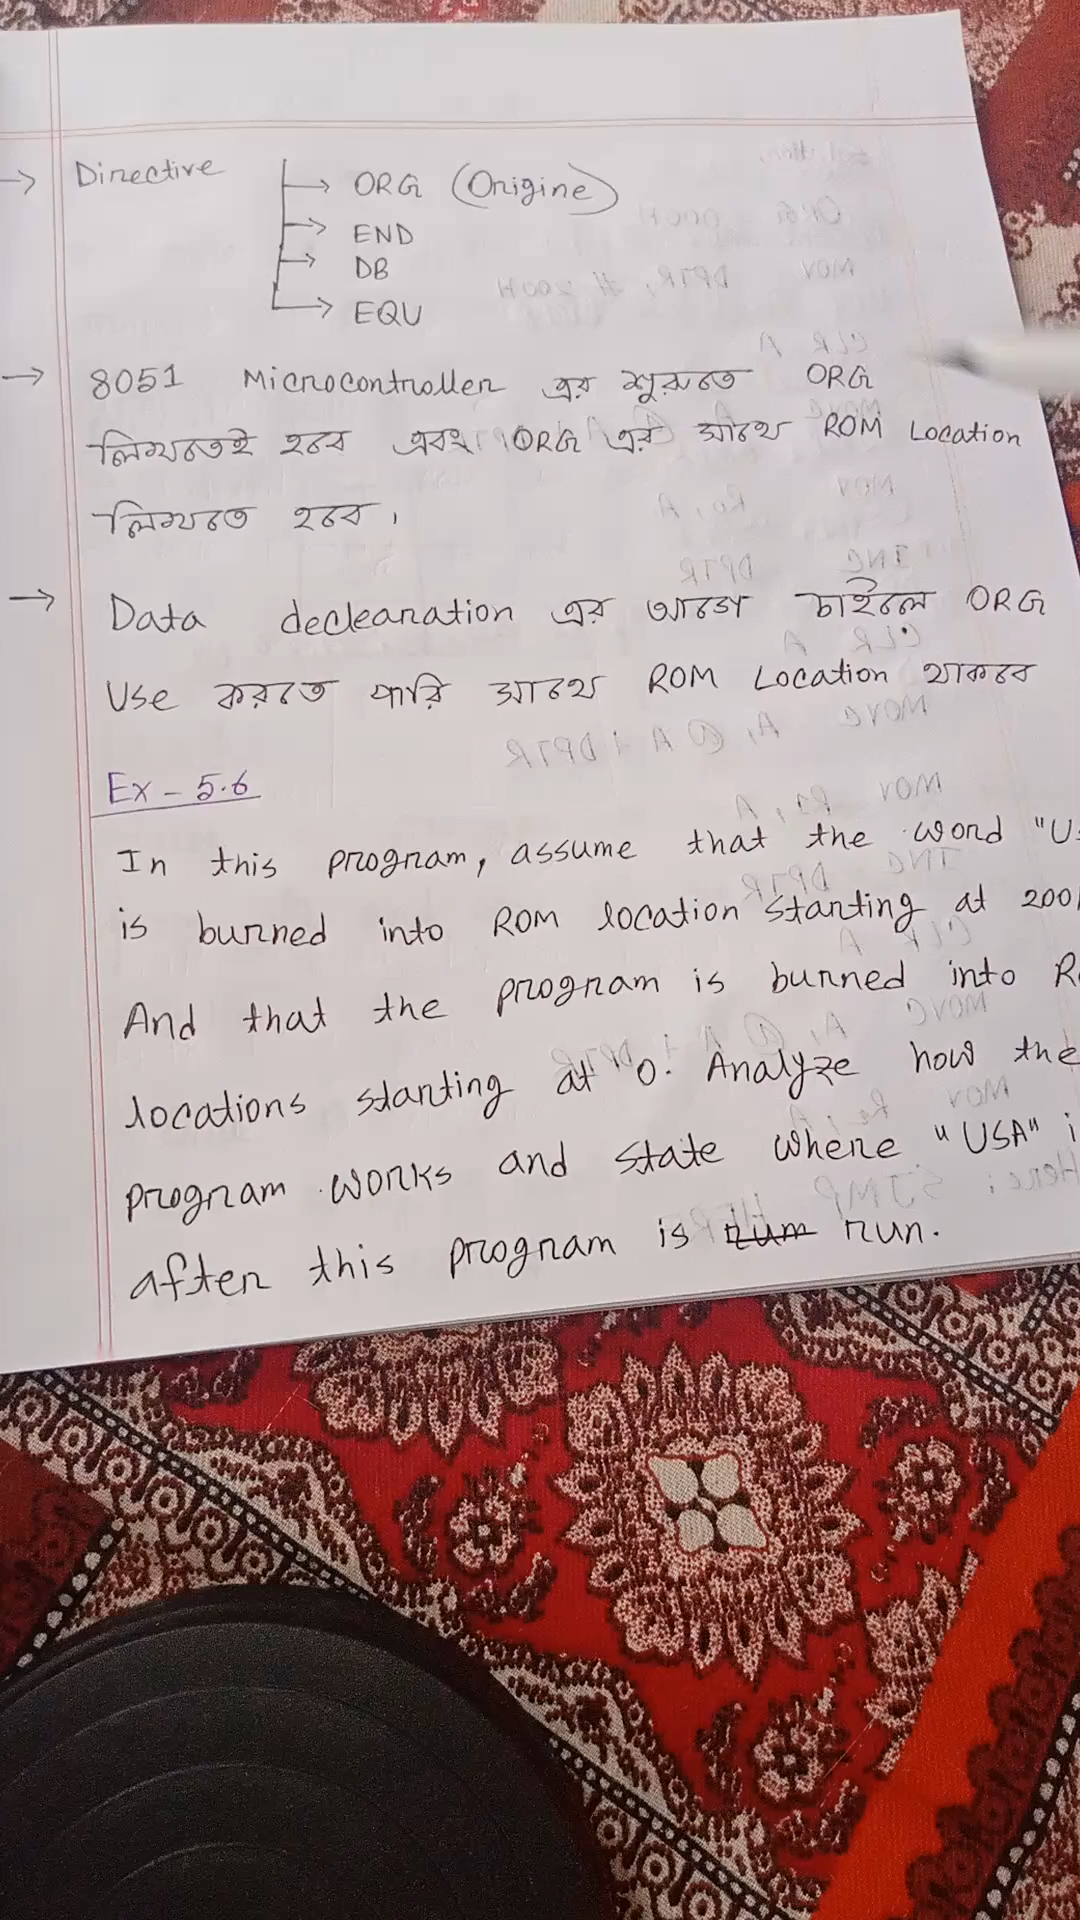 → Directive → ORG (Origine)
→ END
→ DB
→ EQU
→ 8051 Microcontroller এর শুরুতে ORG
লিখতেই হবে এবং ORG এর সাথে ROM Location
লিখতে হবে।
→ Data declearation এর আগে চাইলে ORG
Use করতে পারি সাথে ROM Location থাকবে
Ex - 5.6
In this program, assume that the word "US
is burned into ROM location starting at 200
And that the program is burned into R
locations starting at 0. Analyze how the
program works and state where "USA" i
after this program is run.